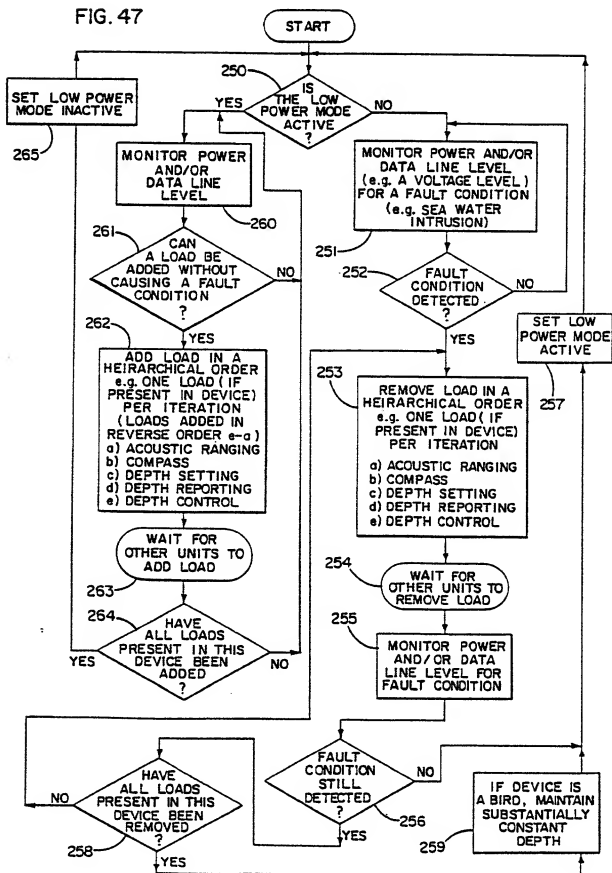 FIG. 47
START
250
IS
THE LOW
POWER MODE
ACTIVE
?
YES
NO
SET LOW POWER
MODE INACTIVE
265
MONITOR POWER
AND/OR
DATA LINE
LEVEL
260
MONITOR POWER AND/OR
DATA LINE LEVEL
(e.g. A VOLTAGE LEVEL)
FOR A FAULT CONDITION
(e.g. SEA WATER
INTRUSION)
251
261
CAN
A LOAD BE
ADDED WITHOUT
CAUSING A FAULT
CONDITION
?
NO
YES
252
FAULT
CONDITION
DETECTED
?
NO
YES
SET LOW
POWER MODE
ACTIVE
257
262
ADD LOAD IN A
HEIRARCHICAL ORDER
e.g. ONE LOAD (IF
PRESENT IN DEVICE)
PER ITERATION
(LOADS ADDED IN
REVERSE ORDER e-a)
a) ACOUSTIC RANGING
b) COMPASS
c) DEPTH SETTING
d) DEPTH REPORTING
e) DEPTH CONTROL
253
REMOVE LOAD IN A
HEIRARCHICAL ORDER
e.g. ONE LOAD (IF
PRESENT IN DEVICE)
PER ITERATION
a) ACOUSTIC RANGING
b) COMPASS
c) DEPTH SETTING
d) DEPTH REPORTING
e) DEPTH CONTROL
WAIT FOR
OTHER UNITS TO
ADD LOAD
263
254
WAIT FOR
OTHER UNITS TO
REMOVE LOAD
264
HAVE
ALL LOADS
PRESENT IN THIS
DEVICE BEEN
ADDED
?
YES
NO
255
MONITOR POWER
AND/OR DATA
LINE LEVEL FOR
FAULT CONDITION
FAULT
CONDITION
STILL
DETECTED
?
NO
YES
256
HAVE
ALL LOADS
PRESENT IN THIS
DEVICE BEEN
REMOVED
?
NO
YES
258
IF DEVICE IS
A BIRD, MAINTAIN
SUBSTANTIALLY
CONSTANT
DEPTH
259